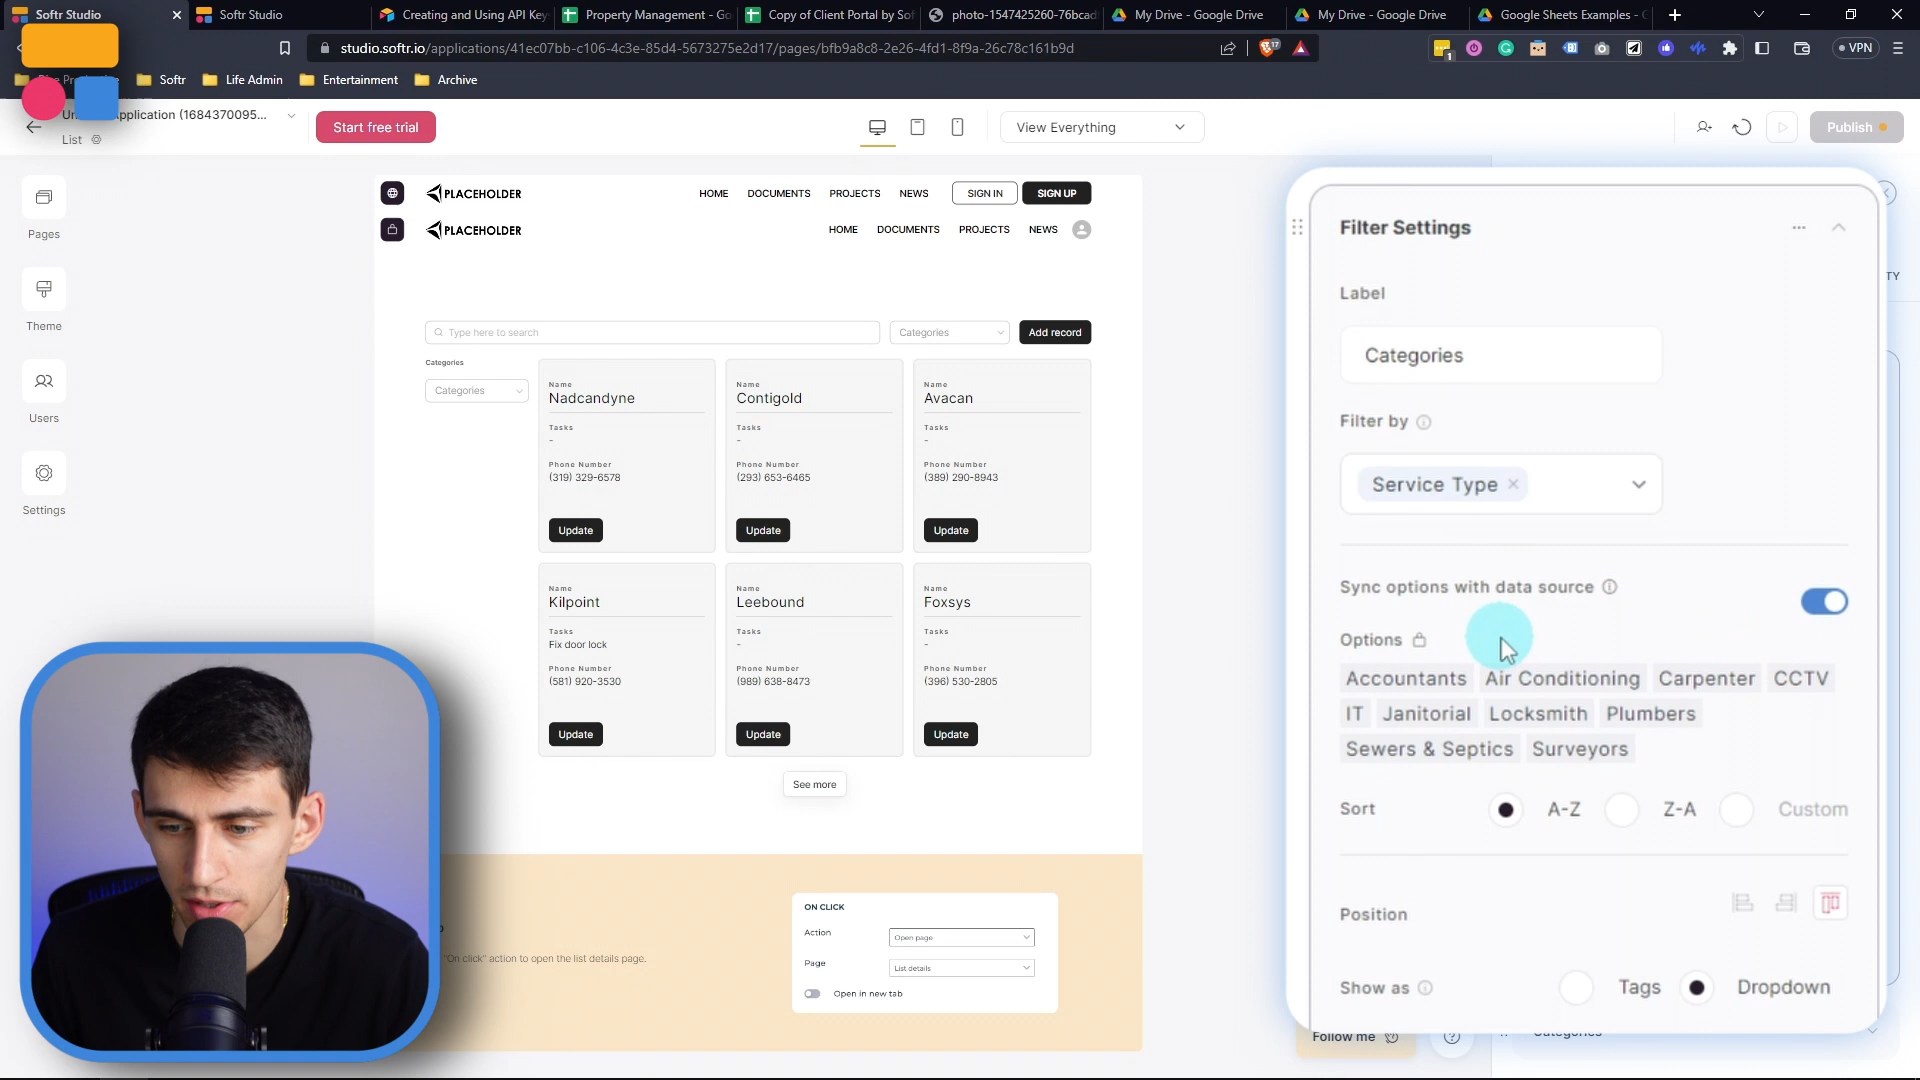 Softr Studio
Softr Studio
Creating and Using API Key
Property Management - Go
Copy of Client Portal by Sof
photo-1547425260-76bcad
My Drive - Google Drive
My Drive - Google Drive
Google Sheets Examples -
studio.softr.io/applications/41ec07bb-c106-4c3e-85d4-5673275e2d17/pages/bfb9a8c8-2e26-4fd1-8f9a-26c78c161b9d
17
1
VPN
Softr
Life Admin
Entertainment
Archive
pplication (1684370095...
List
Start free trial
View Everything
Publish
Pages
Theme
Users
Settings
PLACEHOLDER
HOME DOCUMENTS PROJECTS NEWS SIGN IN SIGN UP
PLACEHOLDER
HOME DOCUMENTS PROJECTS NEWS
Type here to search
Categories
Add record
Categories
Categories
Name
Nadcandyne
Tasks
-
Phone Number
(319) 329-6578
Update
Name
Contigold
Tasks
-
Phone Number
(293) 653-6465
Update
Name
Avacan
Tasks
-
Phone Number
(389) 290-8943
Update
Name
Kilpoint
Tasks
Fix door lock
Phone Number
(581) 920-3530
Update
Name
Leebound
Tasks
-
Phone Number
(989) 638-8473
Update
Name
Foxsys
Tasks
-
Phone Number
(396) 530-2805
Update
See more
"On click" action to open the list details page.
ON CLICK
Action
Open page
Page
List details
Open in new tab
Filter Settings
Label
Categories
Filter by
Service Type
Sync options with data source
Options
Accountants Air Conditioning Carpenter CCTV
IT Janitorial Locksmith Plumbers
Sewers & Septics Surveyors
Sort A-Z Z-A Custom
Position
Show as Tags Dropdown
TY
Follow me
Categories